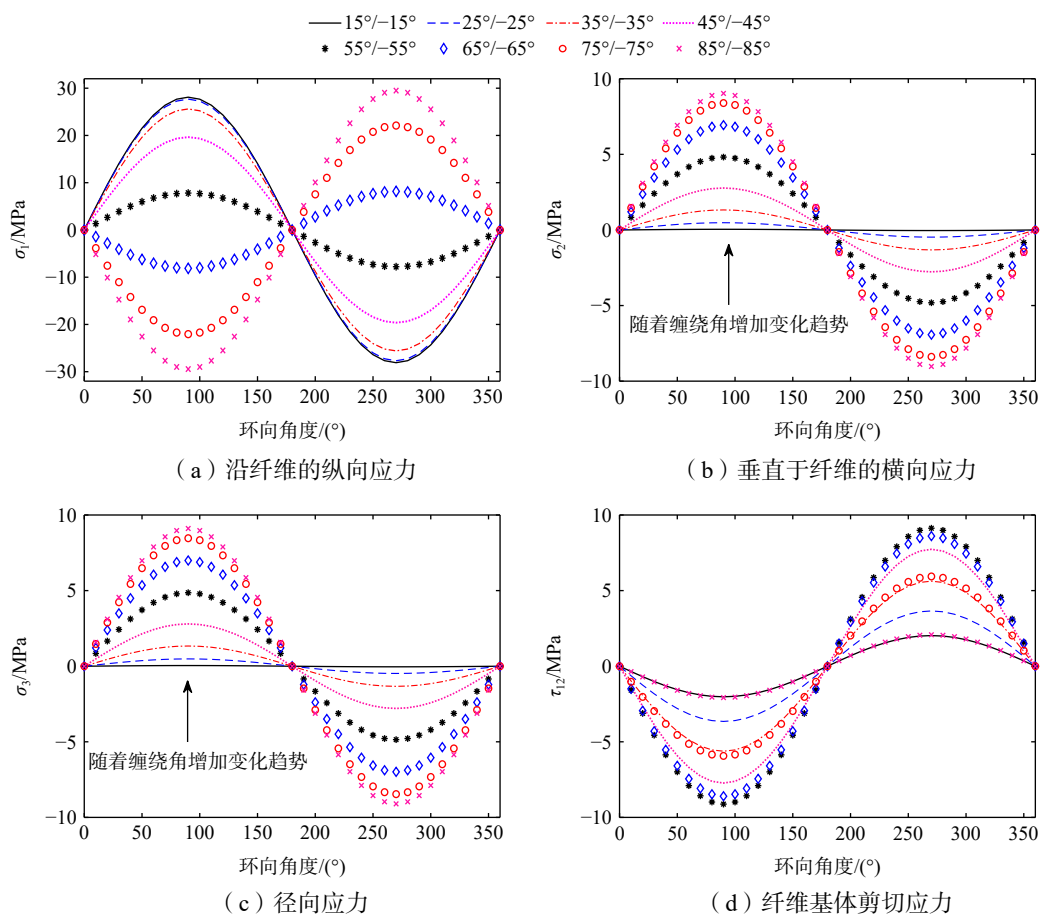 15°/−15° 25°/−25° 35°/−35° 45°/−45°
55°/−55° 65°/−65° 75°/−75° 85°/−85°
30
20
10
0
−10
−20
−30
σ1/MPa
0 50 100 150 200 250 300 350
环向角度/(°)
（a）沿纤维的纵向应力
10
5
0
−5
−10
σ2/MPa
随着缠绕角增加变化趋势
0 50 100 150 200 250 300 350
环向角度/(°)
（b）垂直于纤维的横向应力
10
5
0
−5
−10
σ3/MPa
随着缠绕角增加变化趋势
0 50 100 150 200 250 300 350
环向角度/(°)
（c）径向应力
10
5
0
−5
−10
τ12/MPa
0 50 100 150 200 250 300 350
环向角度/(°)
（d）纤维基体剪切应力